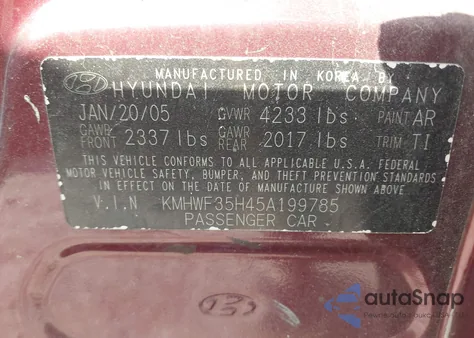 MANUFACTURED IN KOREA BY
HYUNDAI MOTOR COMPANY
JAN/20/05 GVWR 4233 lbs PAINT AR
GAWR FRONT 2337 lbs GAWR REAR 2017 lbs TRIM TI
THIS VEHICLE CONFORMS TO ALL APPLICABLE U.S.A. FEDERAL
MOTOR VEHICLE SAFETY, BUMPER, AND THEFT PREVENTION STANDARDS
IN EFFECT ON THE DATE OF MANUFACTURE SHOWN ABOVE
V.I.N KMHWF35H45A199785
PASSENGER CAR
autoSnap